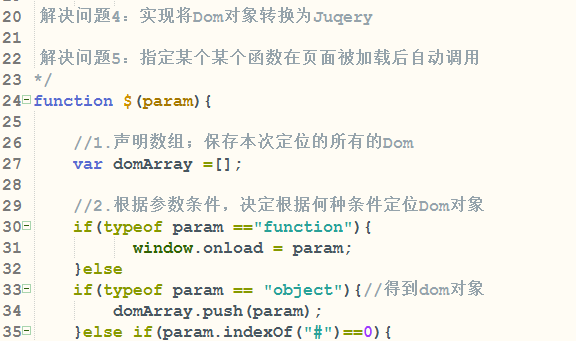 20 解决问题4：实现将Dom对象转换为Juqery
21
22 解决问题5：指定某个某个函数在页面被加载后自动调用
23 */
24 function $(param){
25
26 //1.声明数组；保存本次定位的所有的Dom
27 var domArray =[];
28
29 //2.根据参数条件，决定根据何种条件定位Dom对象
30 if(typeof param =="function"){
31 window.onload = param;
32 }else
33 if(typeof param == "object"){//得到dom对象
34 domArray.push(param);
35 }else if(param.indexOf("#")==0){